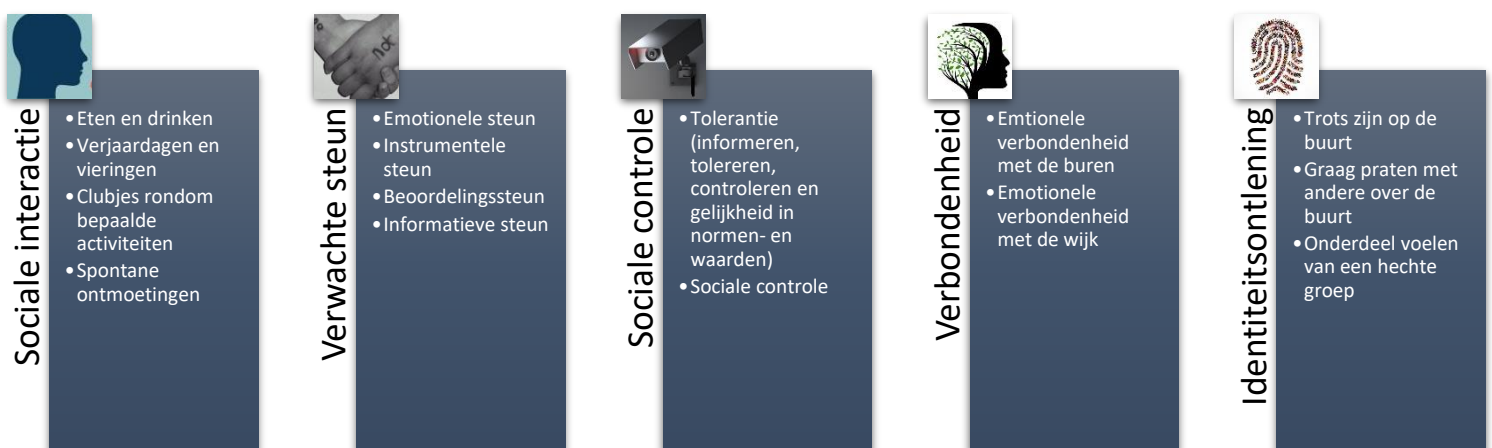 Sociale interactie
•Eten en drinken
•Verjaardagen en
vieringen
•Clubjes rondom
bepaalde
activiteiten
•Spontane
ontmoetingen
Verwachte steun
•Emotionele steun
•Instrumentele
steun
•Beoordelingssteun
•Informatieve steun
Sociale controle
•Tolerantie
(informeren,
tolereren,
controleren en
gelijkheid in
normen- en
waarden)
•Sociale controle
Verbondenheid
•Emtionele
verbondenheid
met de buren
•Emotionele
verbondenheid
met de wijk
Identiteitsontlening
•Trots zijn op de
buurt
•Graag praten met
andere over de
buurt
•Onderdeel voelen
van een hechte
groep